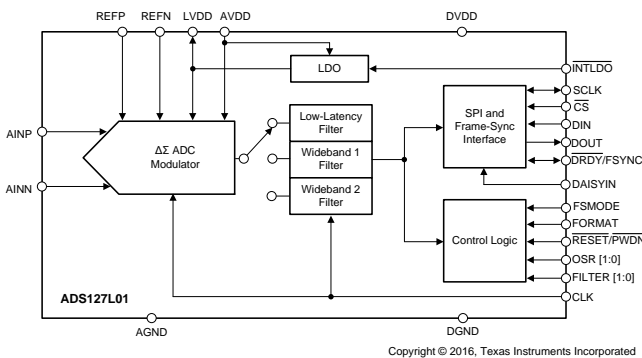 REFP REFN LVDD AVDD DVDD
LDO
INTLDO
SCLK
CS
DIN
DOUT
DRDY/FSYNC
DAISYIN
SPI and
Frame-Sync
Interface
AINP
AINN
ΔΣ ADC
Modulator
Low-Latency
Filter
Wideband 1
Filter
Wideband 2
Filter
Control Logic
FSMODE
FORMAT
RESET/PWDN
OSR [1:0]
FILTER [1:0]
CLK
ADS127L01
AGND DGND
Copyright © 2016, Texas Instruments Incorporated